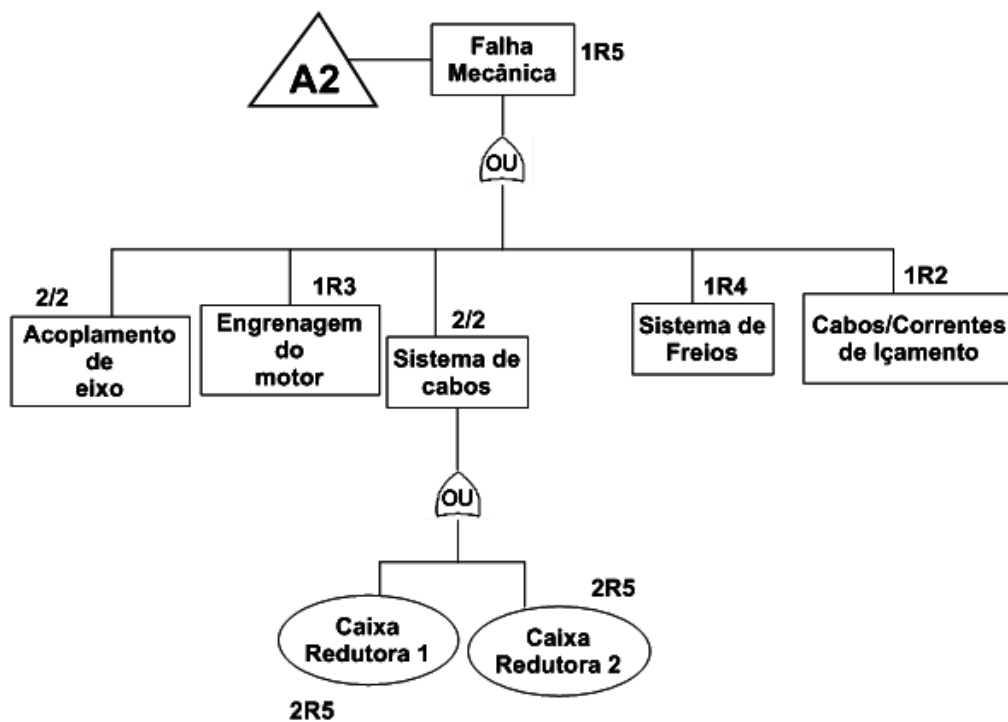 A2
Falha
Mecânica
1R5
OU
2/2
Acoplamento
de
eixo
1R3
Engrenagem
do
motor
2/2
Sistema de
cabos
1R4
Sistema de
Freios
1R2
Cabos/Correntes
de Içamento
OU
Caixa
Redutora 1
2R5
2R5
Caixa
Redutora 2